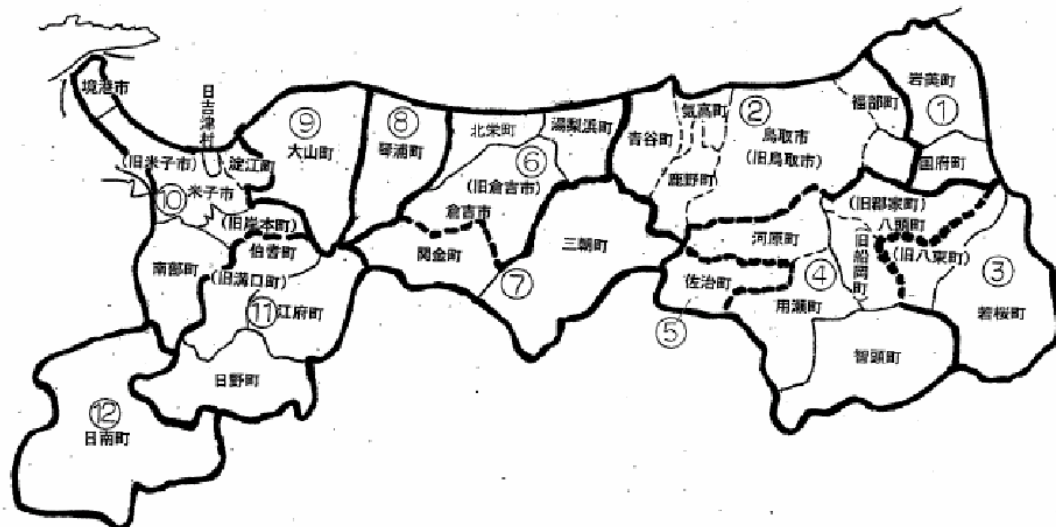 境港市
日吉津村
(旧米子市)
淀江町
米子市
⑩
(旧岸本町)
伯耆町
南部町
(旧溝口町)
⑪
江府町
日野町
⑫
日南町
⑨
大山町
⑧
琴浦町
北栄町
湯梨浜町
⑥
(旧倉吉市)
倉吉市
関金町
⑦
三朝町
青谷町
気高町
鹿野町
②
鳥取市
(旧鳥取市)
福部町
岩美町
①
国府町
(旧郡家町)
八頭町
(旧八東町)
旧船岡町
河原町
佐治町
④
用瀬町
⑤
③
若桜町
智頭町